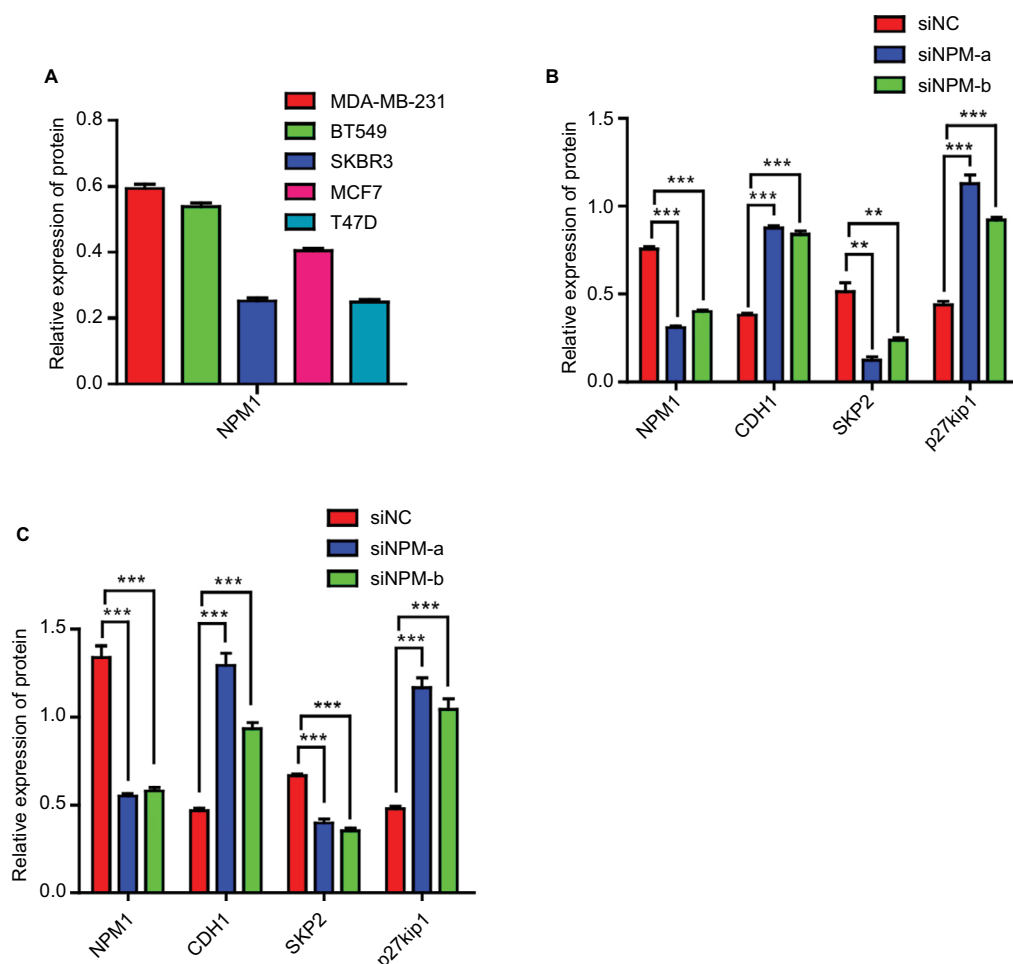 A
MDA-MB-231
BT549
SKBR3
MCF7
T47D
Relative expression of protein
0.8
0.6
0.4
0.2
0.0
NPM1
B
siNC
siNPM-a
siNPM-b
Relative expression of protein
1.5
1.0
0.5
0.0
*** ***
*** ***
** **
*** ***
NPM1 CDH1 SKP2 p27kip1
C
siNC
siNPM-a
siNPM-b
Relative expression of protein
1.5
1.0
0.5
0.0
*** ***
*** ***
*** ***
*** ***
NPM1 CDH1 SKP2 p27kip1